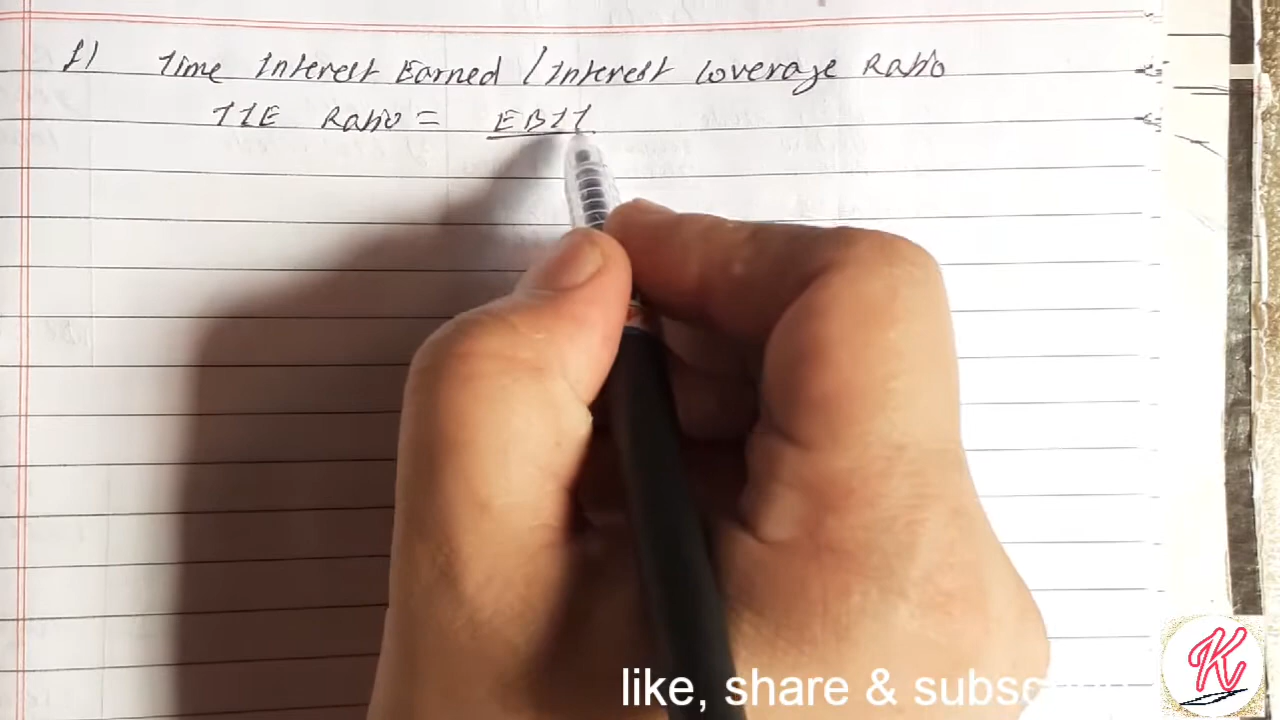 f) Time Interest Earned / Interest Coverage Ratio
TIE Ratio = EBIT
like, share & subsc
K